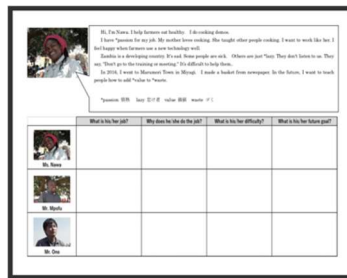 Hi, I'm Nawa. I help farmers eat healthy. I do cooking demos.
I have *passion for my job. My mother loves cooking. She taught other people cooking. I want to work like her. I
feel happy when farmers use a new technology well.
Zambia is a developing country. It's sad. Some people are sick. Others are just *lazy. They don't listen to us. They
say, "Don't go to the training or meeting." It's difficult to help them.
In 2016, I went to Marumori Town in Miyagi. I made a basket from newspaper. In the future, I want to teach
people how to add *value to *waste.
*passion 情熱 lazy 怠け者 value 価値 waste ゴミ
What is his/her job?
Why does he/she do the job?
What is his/her difficulty?
What is his/her future goal?
Ms. Nawa
Mr. Mpofu
Mr. Ono